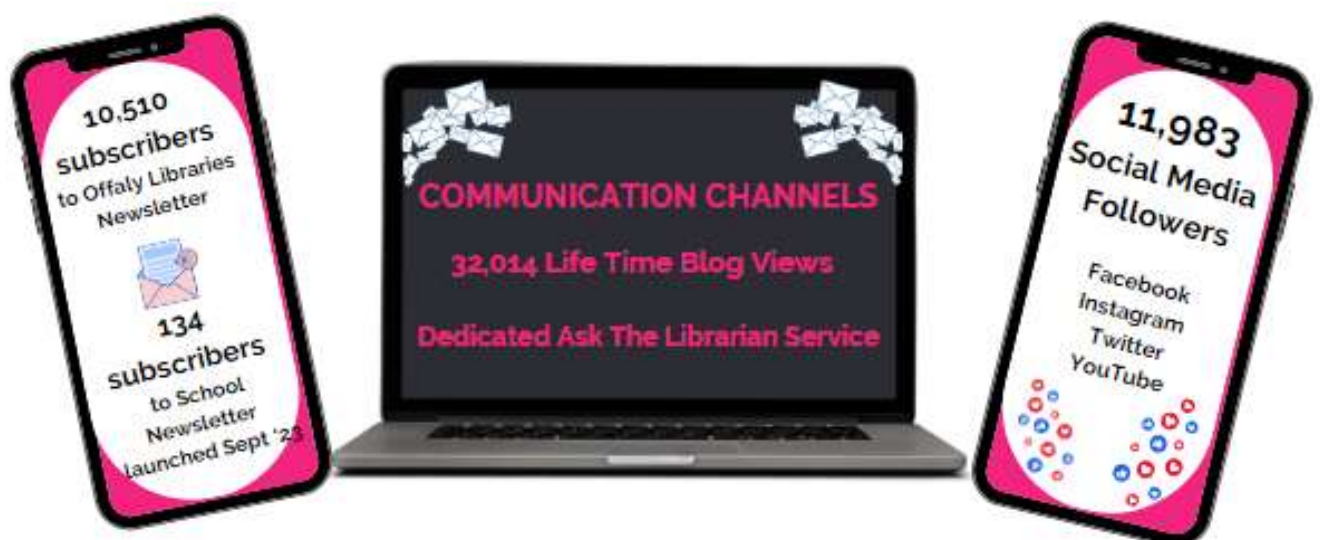 10,510
subscribers
to Offaly Libraries
Newsletter
134
subscribers
to School
Newsletter
launched Sept '23
COMMUNICATION CHANNELS
32,014 Life Time Blog Views
Dedicated Ask The Librarian Service
11,983
Social Media
Followers
Facebook
Instagram
Twitter
YouTube